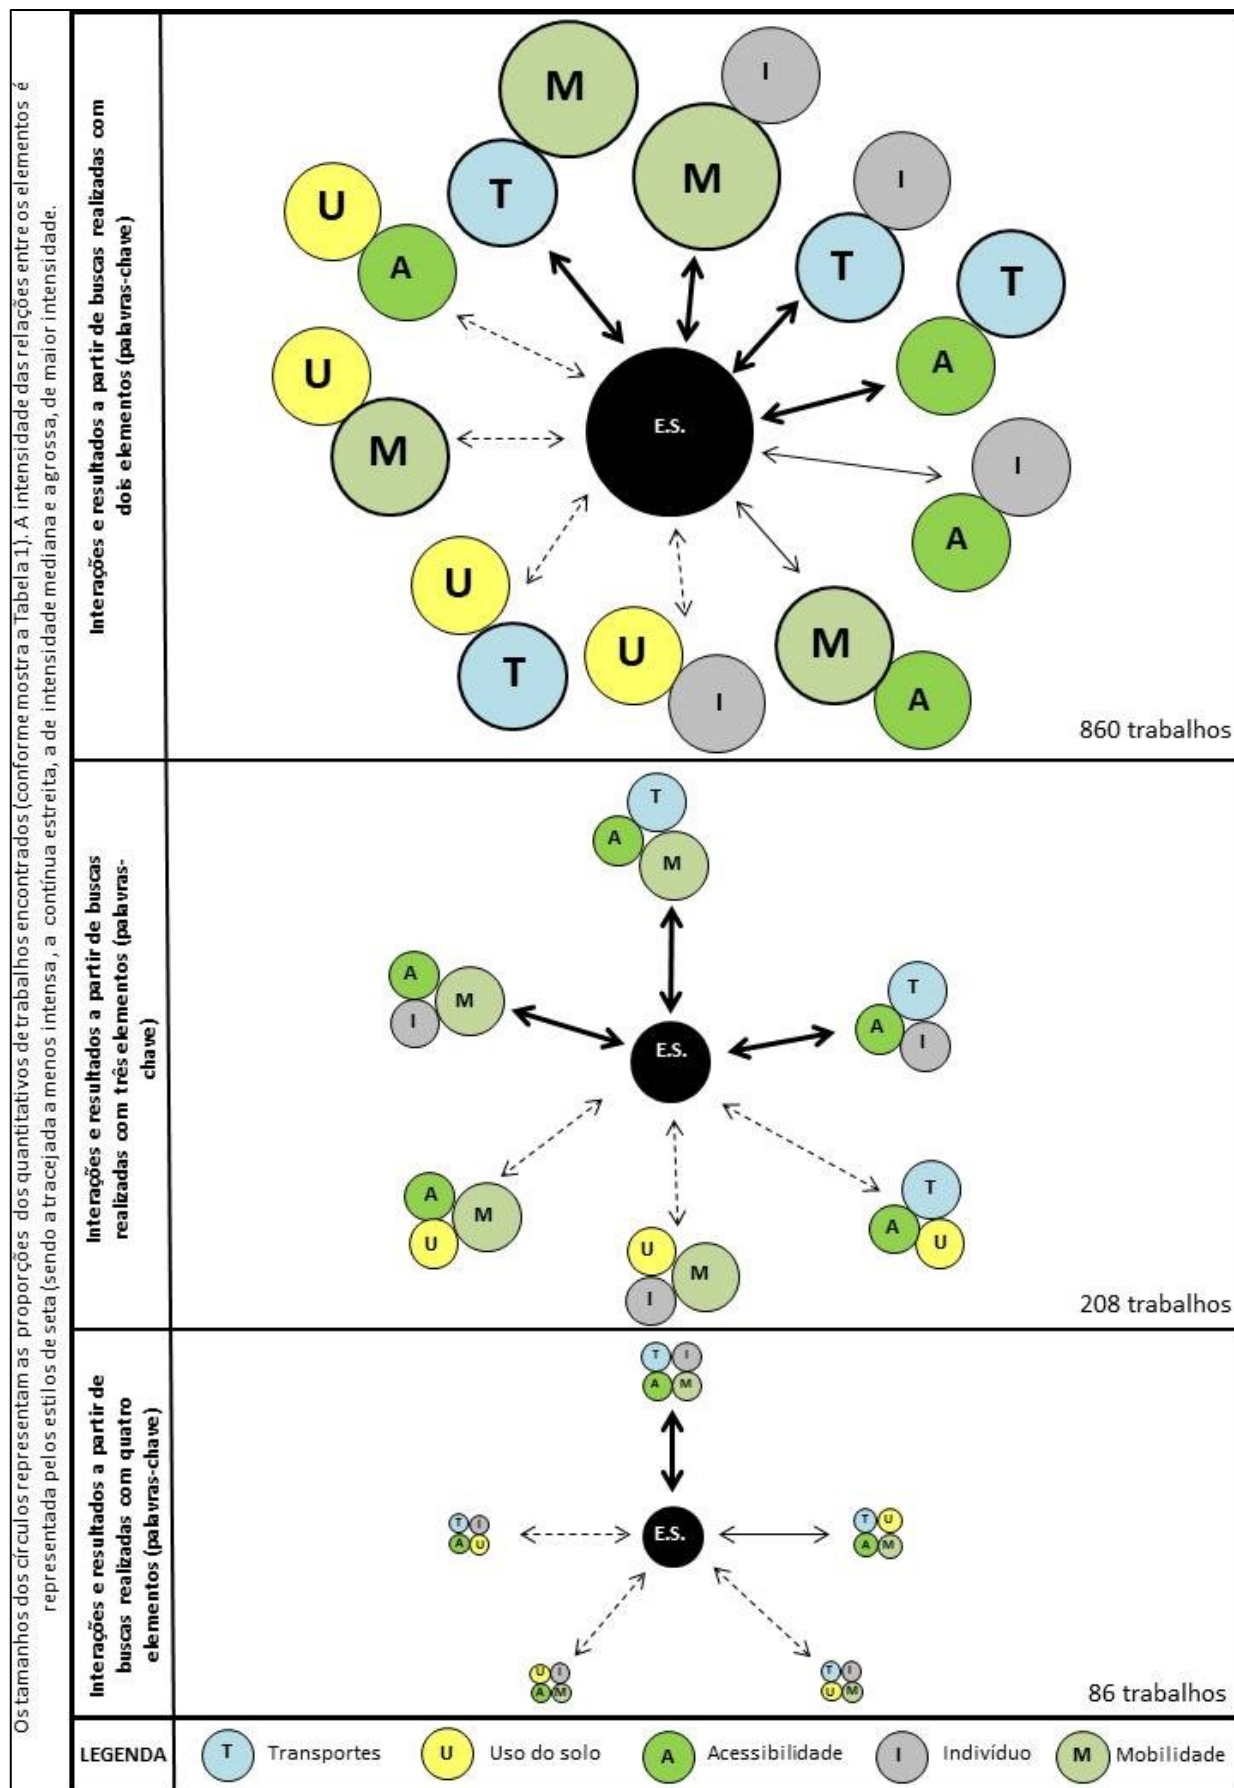 Os tamanhos dos círculos representam as proporções dos quantitativos de trabalhos encontrados (conforme mostra a Tabela 1). A intensidade das relações entre os elementos é
representada pelos estilos de seta (sendo a tracejada a menos intensa, a contínua estreita, a de intensidade mediana e a grossa, de maior intensidade.
Interações e resultados a partir de buscas realizadas com
dois elementos (palavras-chave)
M
I
T
M
I
U
T
T
A
A
U
E.S.
M
I
A
U
T
U
I
M
A
860 trabalhos
Interações e resultados a partir de buscas
realizadas com três elementos (palavras-
chave)
T
A
M
A
M
I
T
A
I
E.S.
A
M
U
U
M
I
T
A
U
208 trabalhos
Interações e resultados a partir de
buscas realizadas com quatro
elementos (palavras-chave)
T I
A M
T I
A U
E.S.
T U
A M
U I
A M
T I
U M
86 trabalhos
LEGENDA
T Transportes
U Uso do solo
A Acessibilidade
I Indivíduo
M Mobilidade